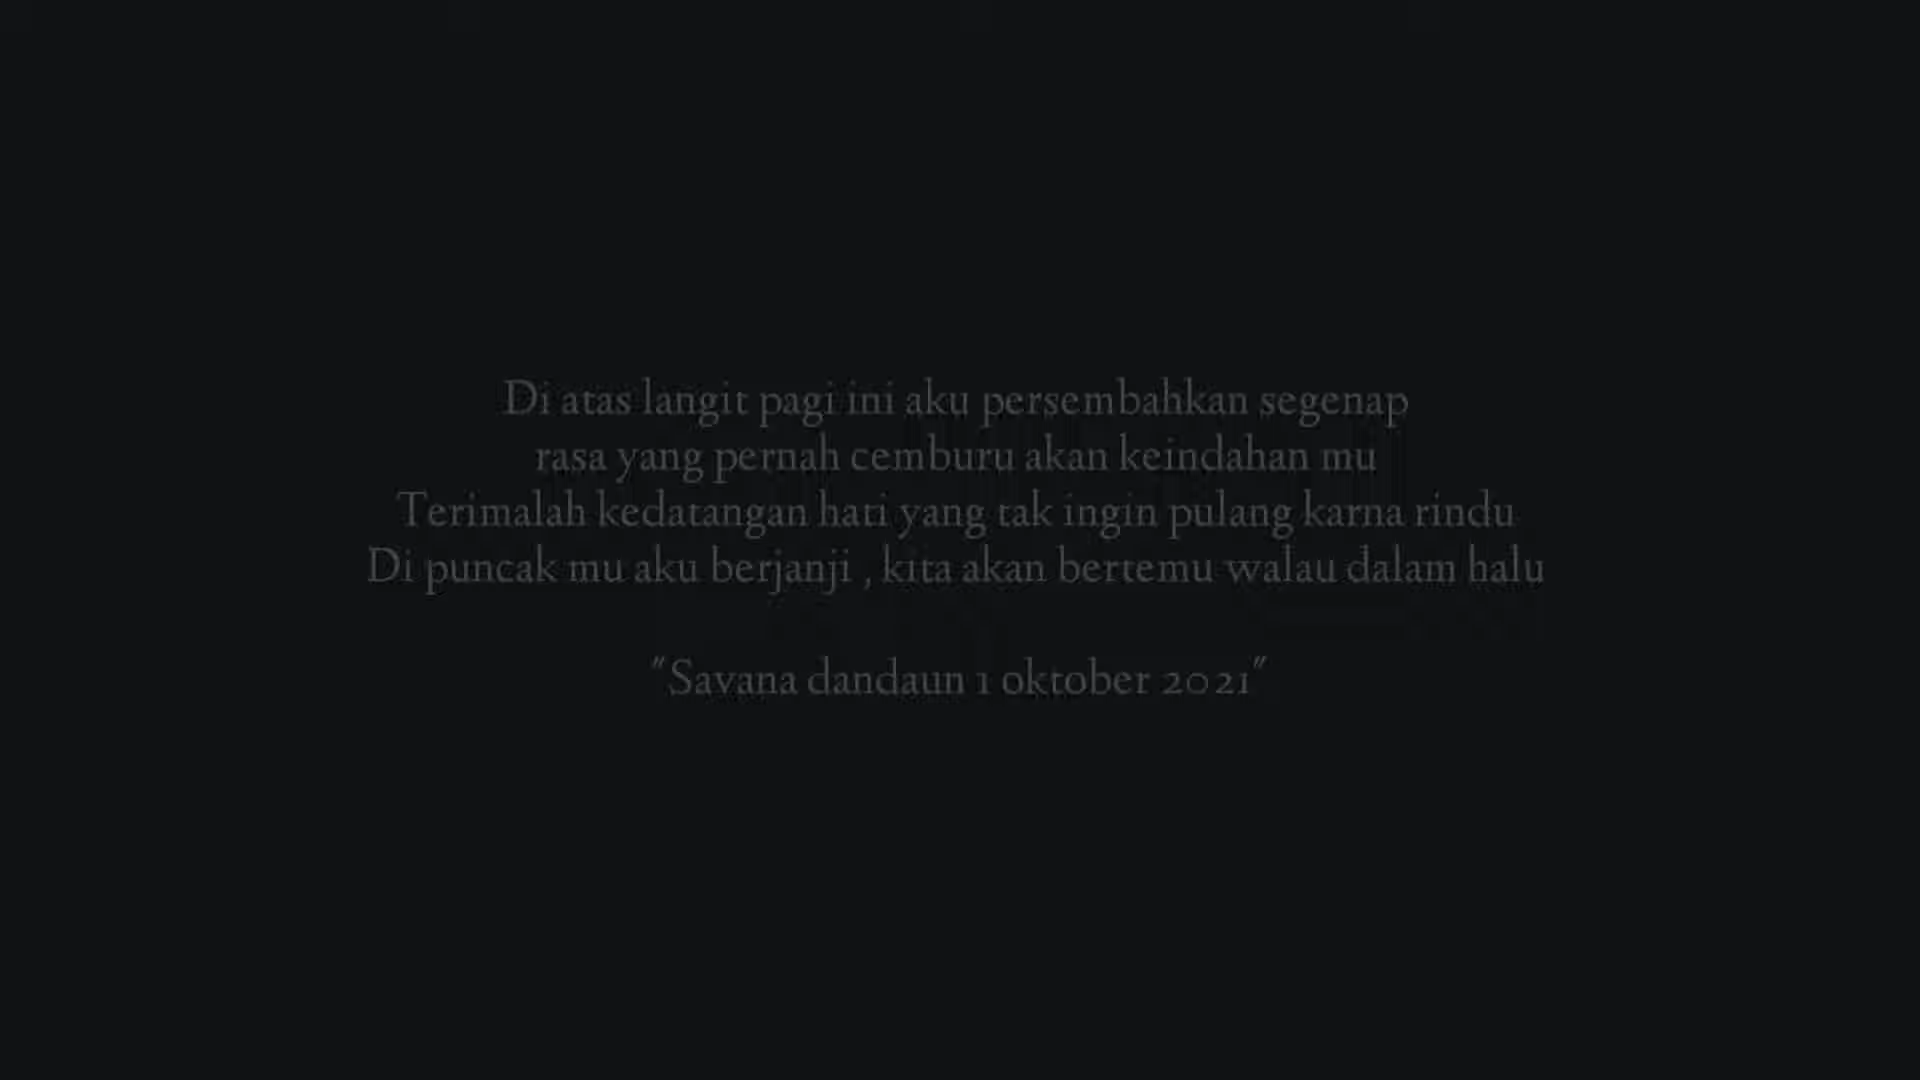 Di atas langit pagi ini aku persembahkan segenap
rasa yang pernah cemburu akan keindahan mu
Terimalah kedatangan hati yang tak ingin pulang karna rindu
Di puncak mu aku berjanji , kita akan bertemu walau dalam halu
"Savana dandaun 1 oktober 2021"